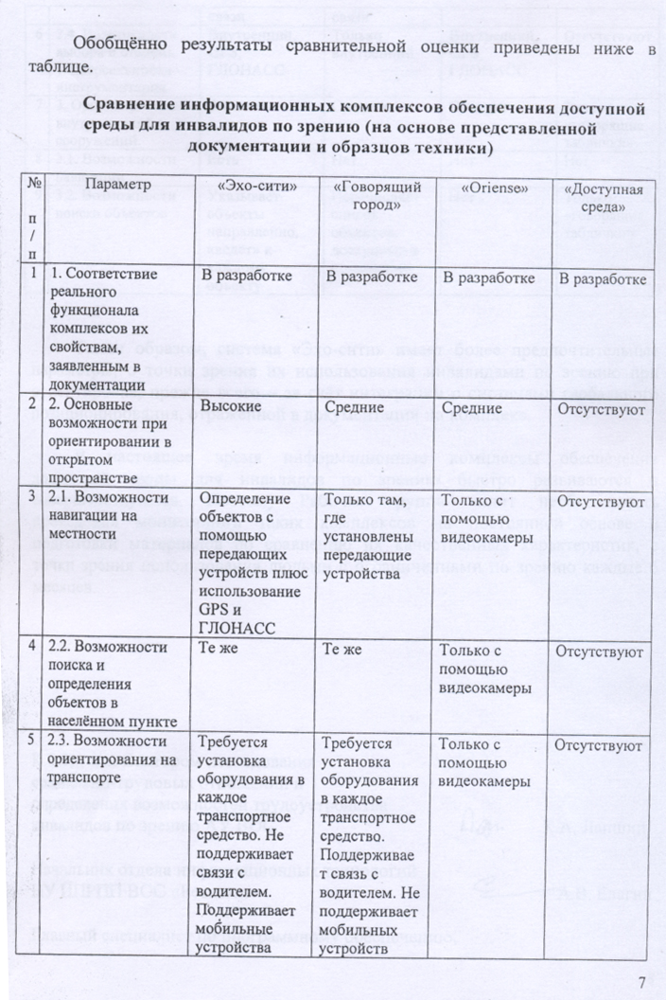 Обобщённо результаты сравнительной оценки приведены ниже в
таблице.
Сравнение информационных комплексов обеспечения доступной
среды для инвалидов по зрению (на основе представленной
документации и образцов техники)
№
п
/
п
Параметр
«Эхо-сити»
«Говорящий
город»
«Oriense»
«Доступная
среда»
1
1. Соответствие
реального
функционала
комплексов их
свойствам,
заявленным в
документации
В разработке
В разработке
В разработке
В разработке
2
2. Основные
возможности при
ориентировании в
открытом
пространстве
Высокие
Средние
Средние
Отсутствуют
3
2.1. Возможности
навигации на
местности
Определение
объектов с
помощью
передающих
устройств плюс
использование
GPS и
ГЛОНАСС
Только там,
где
установлены
передающие
устройства
Только с
помощью
видеокамеры
Отсутствуют
4
2.2. Возможности
поиска и
определения
объектов в
населённом пункте
Те же
Те же
Только с
помощью
видеокамеры
Отсутствуют
5
2.3. Возможности
ориентирования на
транспорте
Требуется
установка
оборудования в
каждое
транспортное
средство. Не
поддерживает
связи с
водителем.
Поддерживает
мобильные
устройства
Требуется
установка
оборудования
в каждое
транспортное
средство.
Поддерживае
т связь с
водителем. Не
поддерживает
мобильных
устройств
Только с
помощью
видеокамеры
Отсутствуют
7